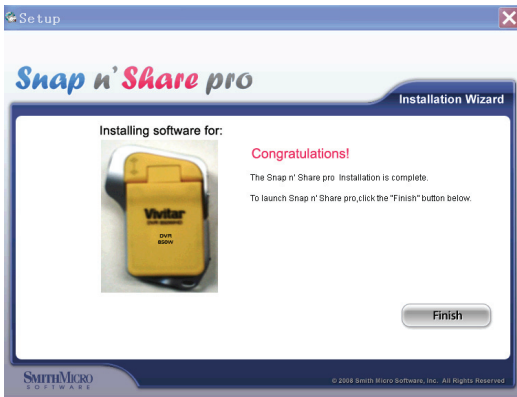 Setup
Snap n' Share pro
Installation Wizard
Installing software for:
Vivitar
DVR
850W
Congratulations!
The Snap n' Share pro Installation is complete.
To launch Snap n' Share pro,click the "Finish" button below.
Finish
SMITHMICRO
SOFTWARE
© 2008 Smith Micro Software, Inc. All Rights Reserved